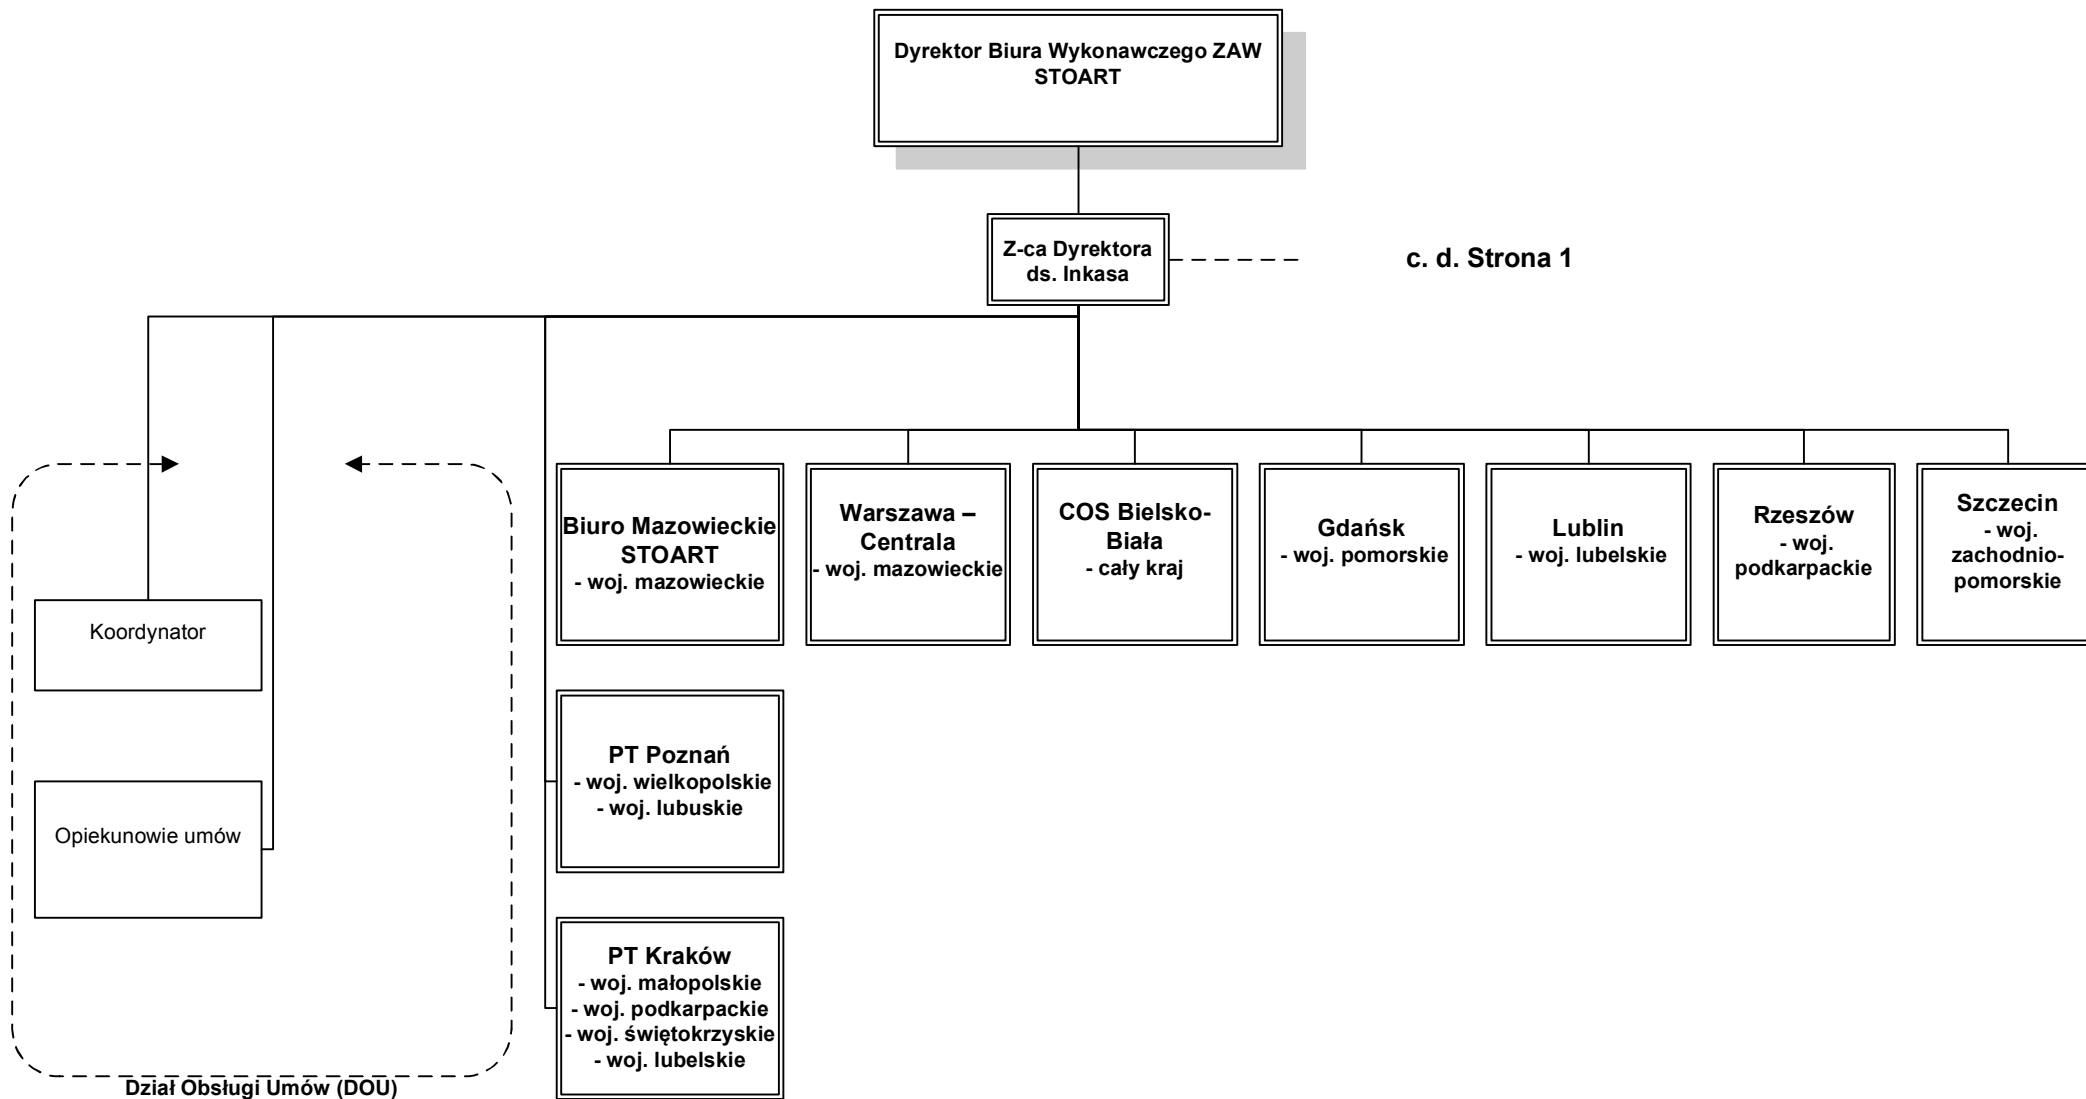 Dyrektor Biura Wykonawczego ZAW
STOART
Z-ca Dyrektora
ds. Inkasa
c. d. Strona 1
Biuro Mazowieckie
STOART
- woj. mazowieckie
Warszawa –
Centrala
- woj. mazowieckie
COS Bielsko-
Biała
- cały kraj
Gdańsk
- woj. pomorskie
Lublin
- woj. lubelskie
Rzeszów
- woj.
podkarpackie
Szczecin
- woj.
zachodnio-
pomorskie
Koordynator
PT Poznań
- woj. wielkopolskie
- woj. lubuskie
Opiekunowie umów
PT Kraków
- woj. małopolskie
- woj. podkarpackie
- woj. świętokrzyskie
- woj. lubelskie
Dział Obsługi Umów (DOU)